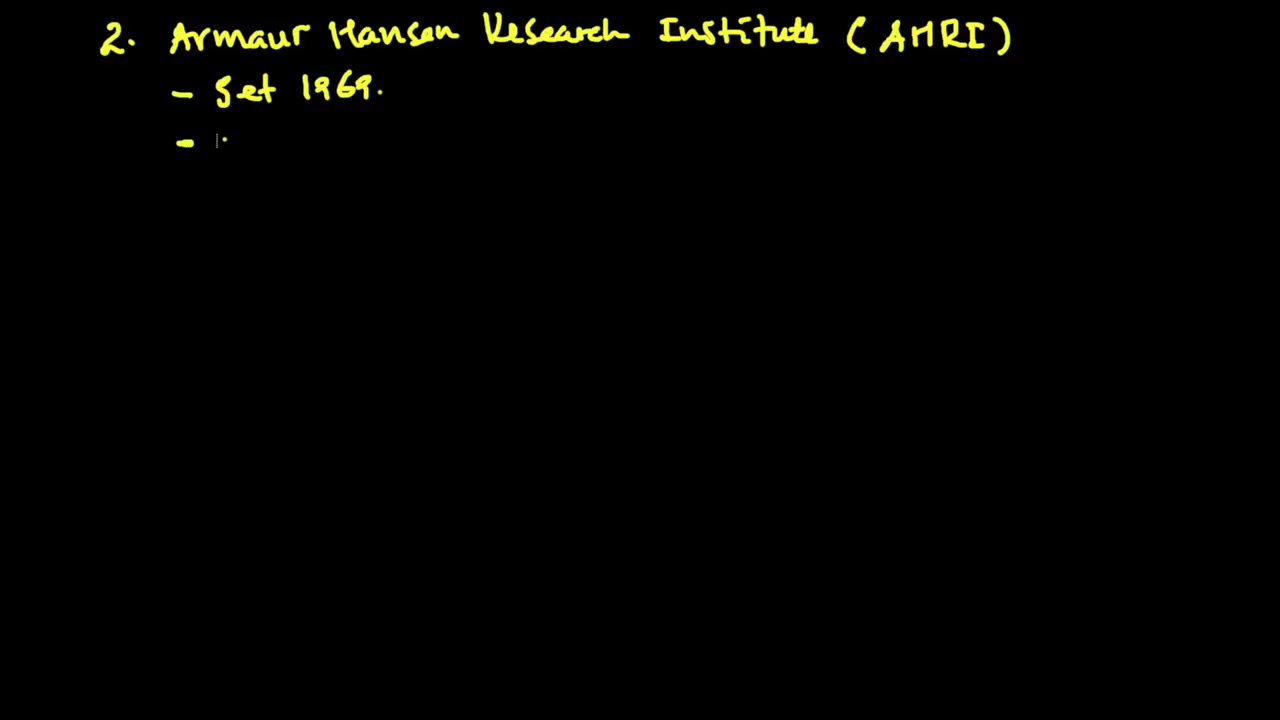 2. Armaur Hansen Research Institute (AHRI)
- Set 1969.
-